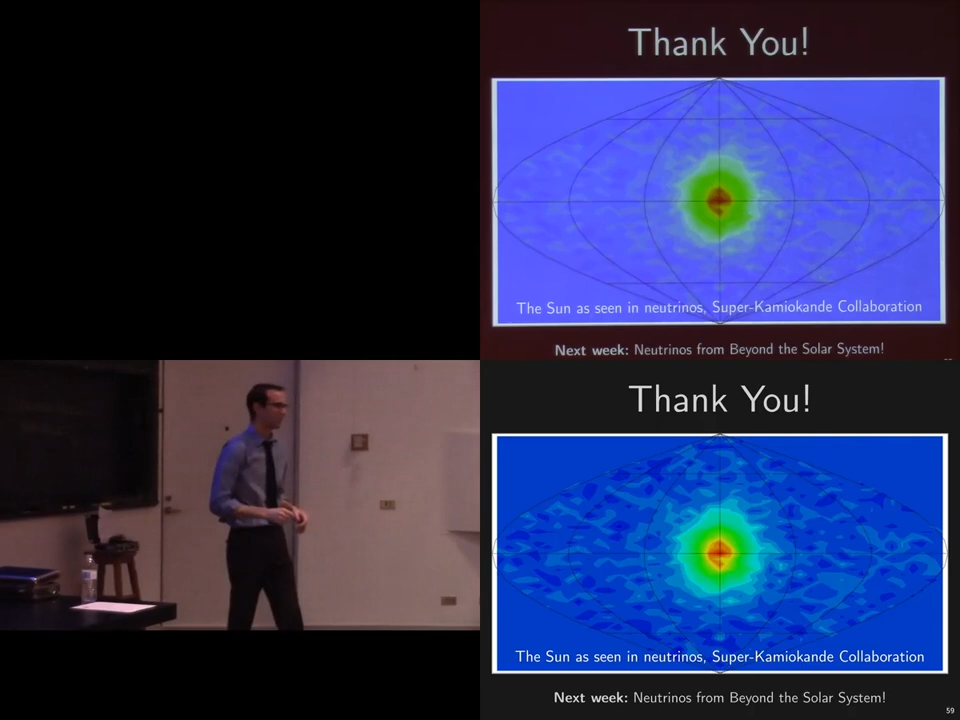 Thank You!
The Sun as seen in neutrinos, Super-Kamiokande Collaboration
Next week: Neutrinos from Beyond the Solar System!
Thank You!
The Sun as seen in neutrinos, Super-Kamiokande Collaboration
Next week: Neutrinos from Beyond the Solar System!
59